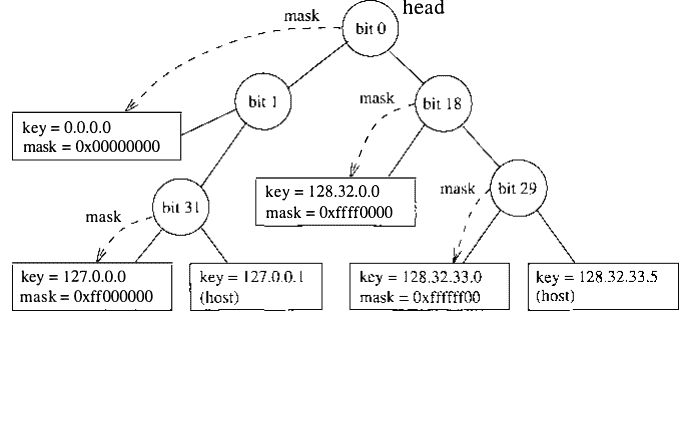 head
mask
bit 0
bit 1
mask
bit 18
key = 0.0.0.0
mask = 0x00000000
key = 128.32.0.0
mask = 0xffff0000
mask
bit 29
mask
bit 31
key = 127.0.0.0
mask = 0xff000000
key = 127.0.0.1
(host)
key = 128.32.33.0
mask = 0xffffff00
key = 128.32.33.5
(host)